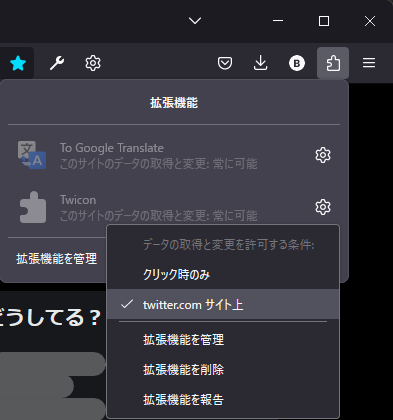 B
拡張機能
To Google Translate
このサイトのデータの取得と変更: 常に可能
Twicon
このサイトのデータの取得と変更: 常に可能
拡張機能を管理
データの取得と変更を許可する条件:
クリック時のみ
twitter.com サイト上
拡張機能を管理
拡張機能を削除
拡張機能を報告
どうしてる？